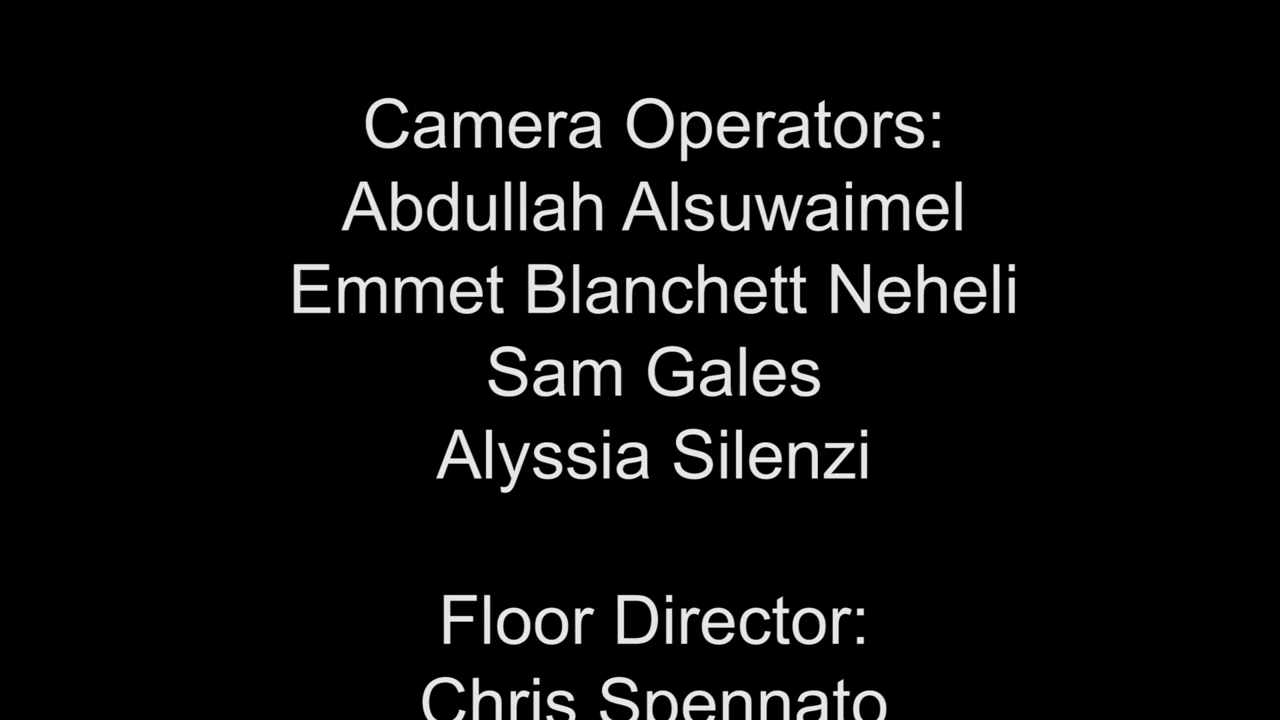 Camera Operators:
Abdullah Alsuwaimel
Emmet Blanchett Neheli
Sam Gales
Alyssia Silenzi
Floor Director:
Chris Spennato